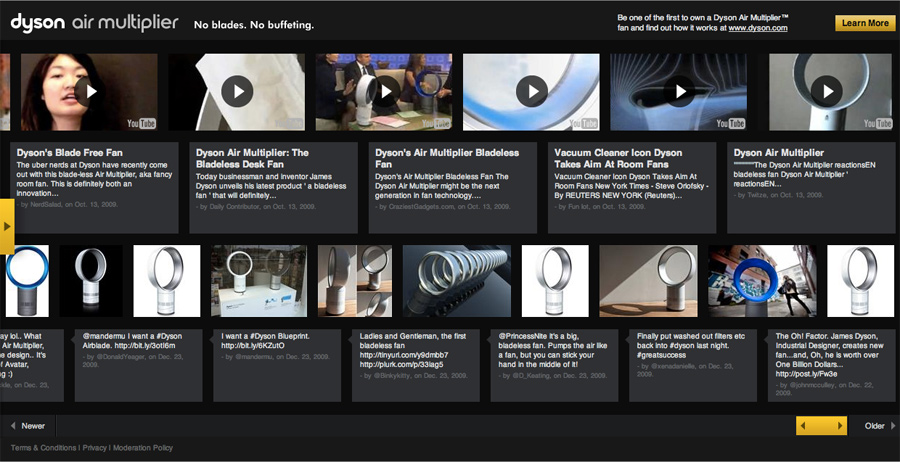 dyson air multiplier
No blades. No buffeting.
Be one of the first to own a Dyson Air Multiplier™
fan and find out how it works at www.dyson.com
Learn More
YouTube
YouTube
YouTube
YouTube
YouTube
YouTube
Dyson's Blade Free Fan
The uber nerds at Dyson have recently come
out with this blade-less Air Multiplier, aka fancy
room fan. This is definitely both an
innovation...
- by NerdSalad, on Oct. 13, 2009.
Dyson Air Multiplier: The
Bladeless Desk Fan
Today businessman and inventor James
Dyson unveils his latest product ' a bladeless
fan ' that will definitely...
- by Daily Contributor, on Oct. 13, 2009.
Dyson's Air Multiplier Bladeless
Fan
Dyson's Air Multiplier Bladeless Fan The
Dyson Air Multiplier might be the next
generation in fan technology....
- by CraziestGadgets.com, on Oct. 13, 2009.
Vacuum Cleaner Icon Dyson
Takes Aim At Room Fans
Vacuum Cleaner Icon Dyson Takes Aim At
Room Fans New York Times - Steve Orlofsky -
By REUTERS NEW YORK (Reuters)...
- by Fun lot, on Oct. 13, 2009.
Dyson Air Multiplier
The Dyson Air Multiplier reactionsEN
bladeless fan Dyson Air Multiplier '
reactionsEN...
- by Twitze, on Oct. 13, 2009.
ay lol.. What
Air Multiplier,
e design.. It's
of Avatar,
ng :)
on Dec. 23,
@mandermu I want a #Dyson
Airblade. http://bit.ly/3ol16m
- by @DonaldYeager, on Dec. 23,
2009.
I want a #Dyson Blueprint.
http://bit.ly/6KZutO
- by @mandermu, on Dec. 23, 2009.
Ladies and Gentleman, the first
bladeless fan
http://tinyurl.com/y9dmbb7
http://plurk.com/p/33iag5
- by @Binkykitty, on Dec. 23, 2009.
@PrincessNite it's a big,
bladeless fan. Pumps the air like
a fan, but you can stick your
hand in the middle of it!
- by @D_Keating, on Dec. 23, 2009.
Finally put washed out filters etc
back into #dyson last night.
#greatsuccess
- by @xenadanielle, on Dec. 23,
2009.
The Oh! Factor. James Dyson,
Industrial Designer, creates new
fan...and, Oh, he is worth over
One Billion Dollars...
http://post.ly/Fw3e
- by @johnmcculley, on Dec. 22,
2009.
Newer
Older
Terms & Conditions | Privacy | Moderation Policy